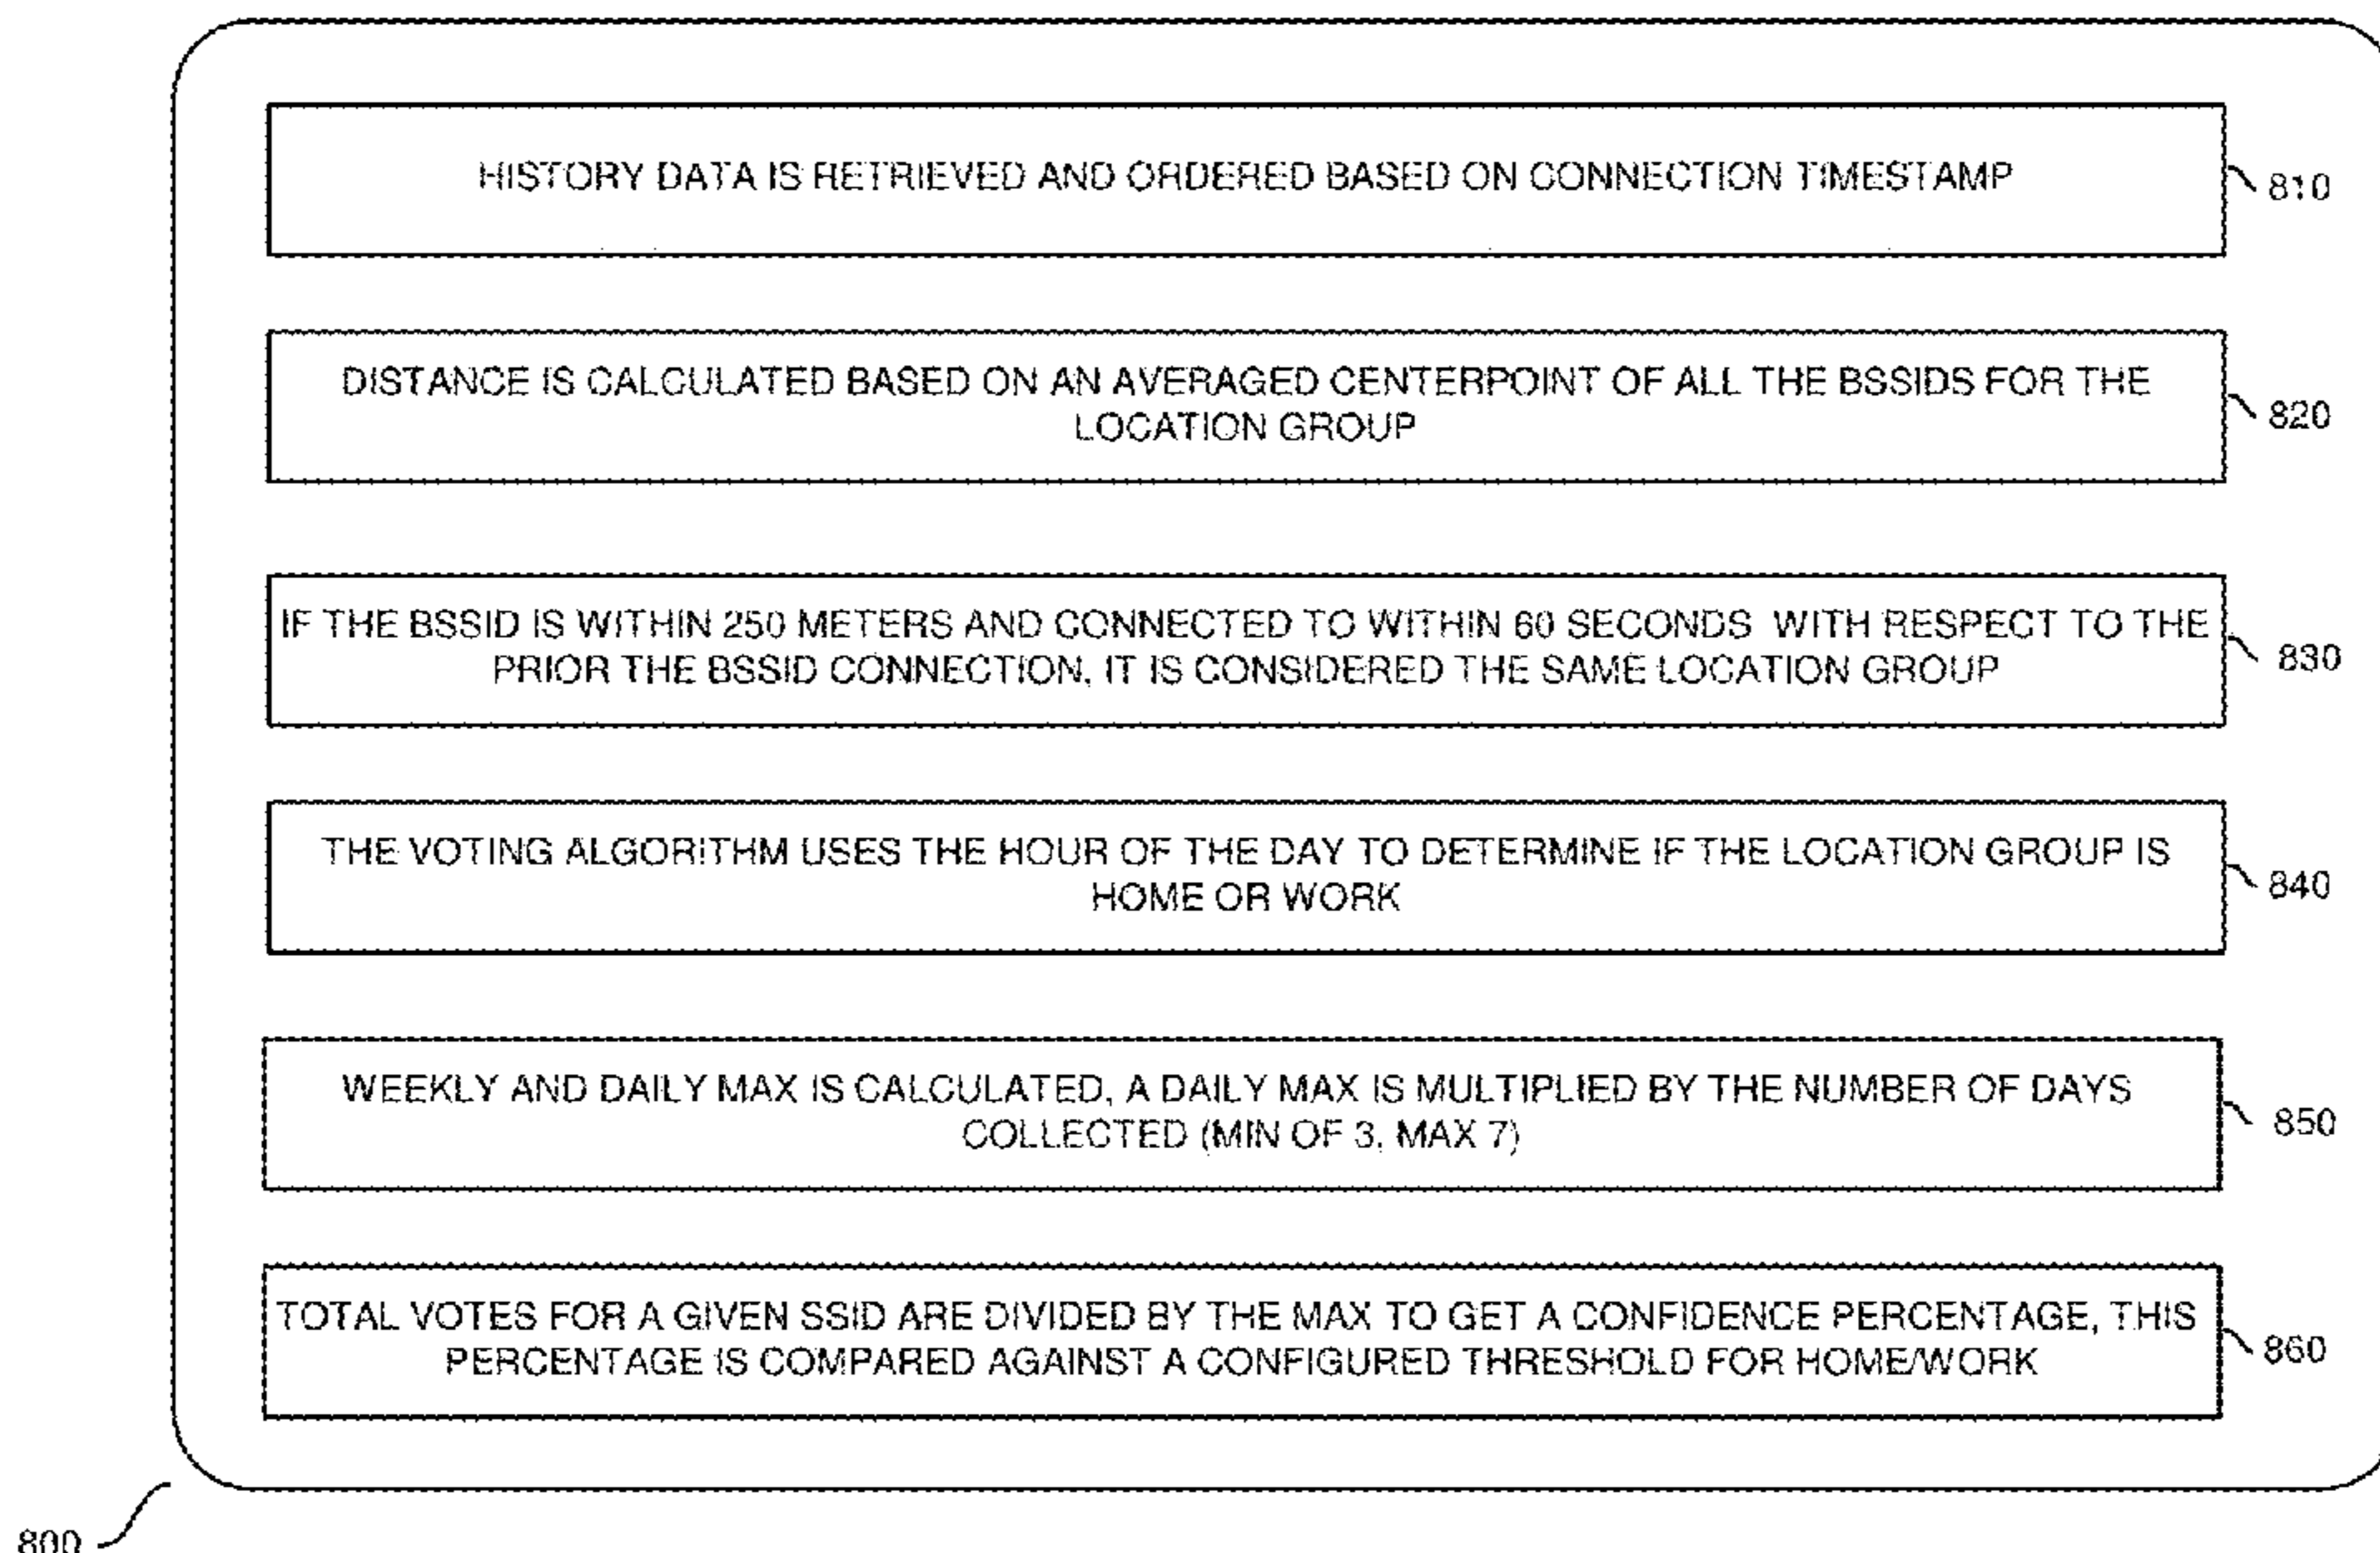 HISTORY DATA IS RETRIEVED AND ORDERED BASED ON CONNECTION TIMESTAMP
810
DISTANCE IS CALCULATED BASED ON AN AVERAGED CENTERPOINT OF ALL THE BSSIDS FOR THE
LOCATION GROUP
820
IF THE BSSID IS WITHIN 250 METERS AND CONNECTED TO WITHIN 60 SECONDS WITH RESPECT TO THE
PRIOR THE BSSID CONNECTION, IT IS CONSIDERED THE SAME LOCATION GROUP
830
THE VOTING ALGORITHM USES THE HOUR OF THE DAY TO DETERMINE IF THE LOCATION GROUP IS
HOME OR WORK
840
WEEKLY AND DAILY MAX IS CALCULATED, A DAILY MAX IS MULTIPLIED BY THE NUMBER OF DAYS
COLLECTED (MIN OF 3, MAX 7)
850
TOTAL VOTES FOR A GIVEN SSID ARE DIVIDED BY THE MAX TO GET A CONFIDENCE PERCENTAGE, THIS
PERCENTAGE IS COMPARED AGAINST A CONFIGURED THRESHOLD FOR HOME/WORK
860
800